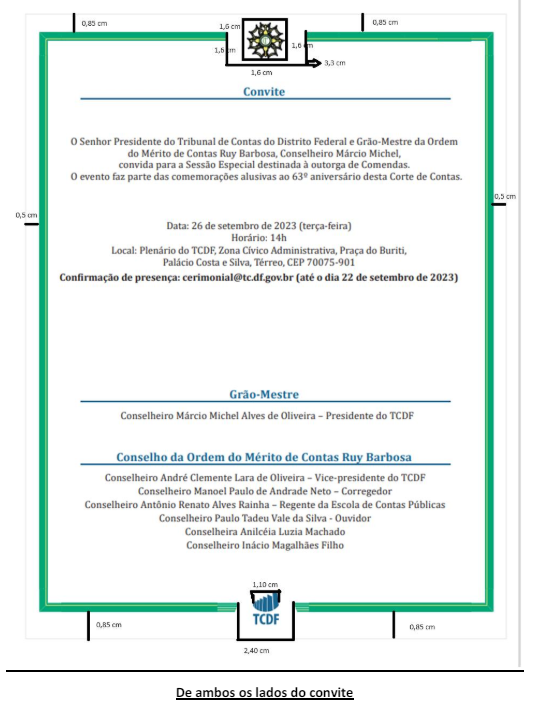 0,85 cm
1,6 cm
0,85 cm
1,6 cm
1,6 cm
3,3 cm
1,6 cm
Convite
O Senhor Presidente do Tribunal de Contas do Distrito Federal e Grão-Mestre da Ordem
do Mérito de Contas Ruy Barbosa, Conselheiro Márcio Michel,
convida para a Sessão Especial destinada à outorga de Comendas.
O evento faz parte das comemorações alusivas ao 63º aniversário desta Corte de Contas.
0,5 cm
0,5 cm
Data: 26 de setembro de 2023 (terça-feira)
Horário: 14h
Local: Plenário do TCDF, Zona Cívico Administrativa, Praça do Buriti,
Palácio Costa e Silva, Térreo, CEP 70075-901
Confirmação de presença: cerimonial@tc.df.gov.br (até o dia 22 de setembro de 2023)
Grão-Mestre
Conselheiro Márcio Michel Alves de Oliveira – Presidente do TCDF
Conselho da Ordem do Mérito de Contas Ruy Barbosa
Conselheiro André Clemente Lara de Oliveira – Vice-presidente do TCDF
Conselheiro Manoel Paulo de Andrade Neto – Corregedor
Conselheiro Antônio Renato Alves Rainha – Regente da Escola de Contas Públicas
Conselheiro Paulo Tadeu Vale da Silva - Ouvidor
Conselheira Anilcéia Luzia Machado
Conselheiro Inácio Magalhães Filho
1,10 cm
TCDF
0,85 cm
0,85 cm
2,40 cm
De ambos os lados do convite